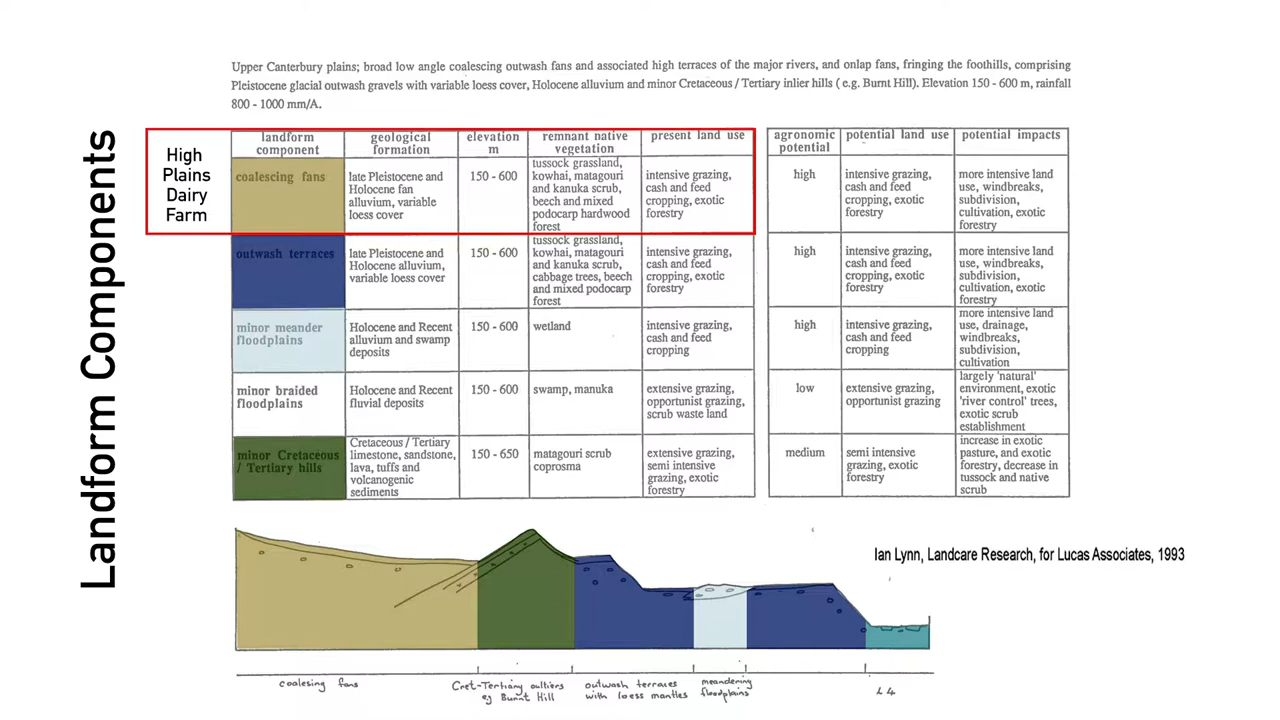 Upper Canterbury plains; broad low angle coalescing outwash fans and associated high terraces of the major rivers, and onlap fans, fringing the foothills, comprising
Pleistocene glacial outwash gravels with variable loess cover, Holocene alluvium and minor Cretaceous / Tertiary inlier hills ( e.g. Burnt Hill). Elevation 150 - 600 m, rainfall
800 - 1000 mm/A.
Landform Components
High
Plains
Dairy
Farm
landform
component
geological
formation
elevation
m
remnant native
vegetation
present land use
agronomic
potential
potential land use
potential impacts
coalescing fans
late Pleistocene and
Holocene fan
alluvium, variable
loess cover
150 - 600
tussock grassland,
kowhai, matagouri
and kanuka scrub,
beech and mixed
podocarp hardwood
forest
intensive grazing,
cash and feed
cropping, exotic
forestry
high
intensive grazing,
cash and feed
cropping, exotic
forestry
more intensive land
use, windbreaks,
subdivision,
cultivation, exotic
forestry
outwash terraces
late Pleistocene and
Holocene alluvium,
variable loess cover
150 - 600
tussock grassland,
kowhai, matagouri
and kanuka scrub,
cabbage trees, beech
and mixed podocarp
forest
intensive grazing,
cash and feed
cropping, exotic
forestry
high
intensive grazing,
cash and feed
cropping, exotic
forestry
more intensive land
use, windbreaks,
subdivision,
cultivation, exotic
forestry
minor meander
floodplains
Holocene and Recent
alluvium and swamp
deposits
150 - 600
wetland
intensive grazing,
cash and feed
cropping
high
intensive grazing,
cash and feed
cropping
more intensive land
use, drainage,
windbreaks,
subdivision,
cultivation
minor braided
floodplains
Holocene and Recent
fluvial deposits
150 - 600
swamp, manuka
extensive grazing,
opportunist grazing,
scrub waste land
low
extensive grazing,
opportunist grazing
largely 'natural'
environment, exotic
'river control' trees,
exotic scrub
establishment
minor Cretaceous
/ Tertiary hills
Cretaceous / Tertiary
limestone, sandstone,
lava, tuffs and
volcanogenic
sediments
150 - 650
matagouri scrub
coprosma
extensive grazing,
semi intensive
grazing, exotic
forestry
medium
semi intensive
grazing, exotic
forestry
increase in exotic
pasture, and exotic
forestry, decrease in
tussock and native
scrub
Ian Lynn, Landcare Research, for Lucas Associates, 1993
coalesing fans
Cret-Tertiary outliers
eg Burnt Hill
outwash terraces
with loess mantles
meandering
floodplains
L4